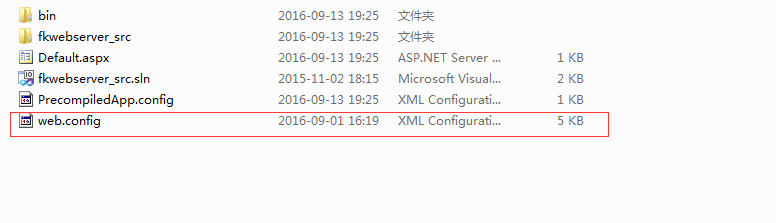 bin 2016-09-13 19:25 文件夹
fkwebserver_src 2016-09-13 19:25 文件夹
Default.aspx 2016-09-13 19:25 ASP.NET Server ... 1 KB
fkwebserver_src.sln 2015-11-02 18:15 Microsoft Visual... 2 KB
PrecompiledApp.config 2016-09-13 19:25 XML Configurati... 1 KB
web.config 2016-09-01 16:19 XML Configurati... 5 KB